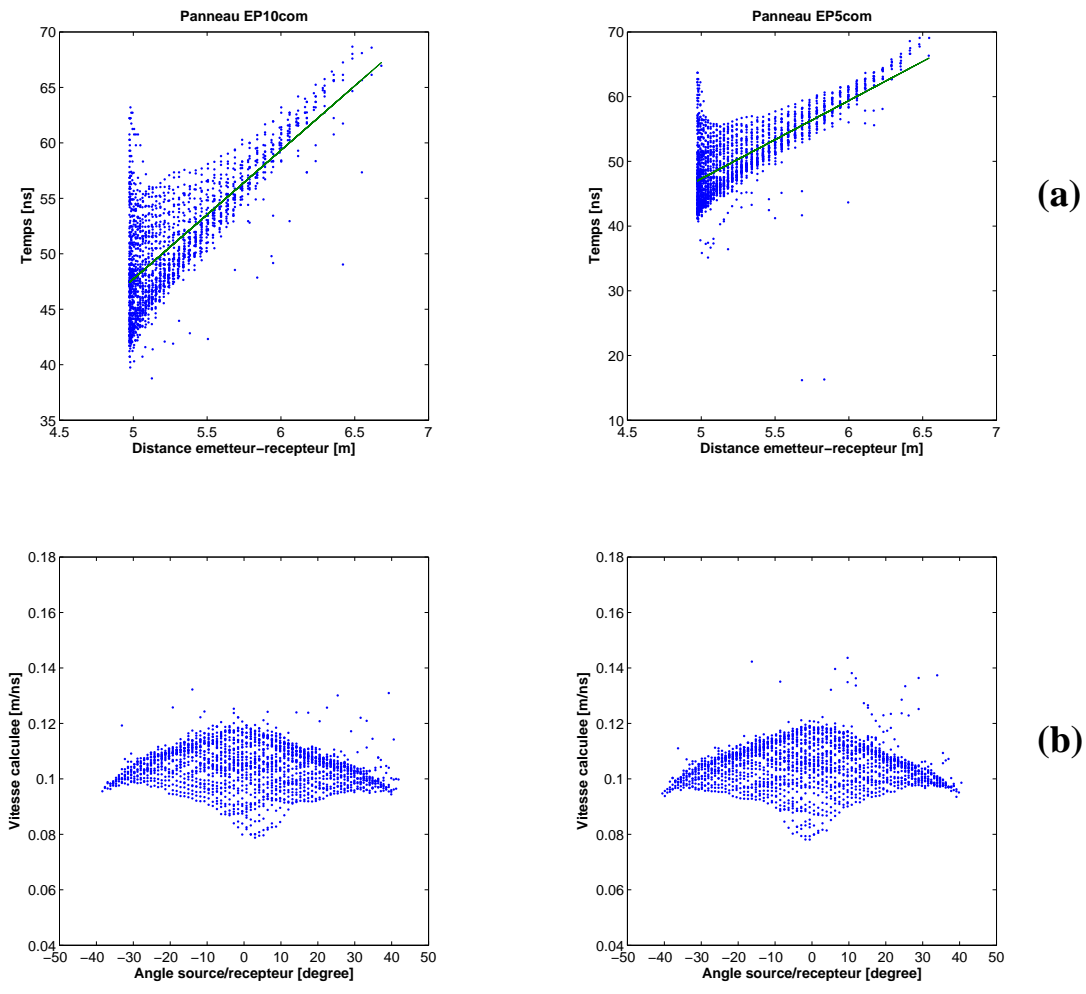 Panneau EP10com
70
65
60
55
50
45
40
35
Temps [ns]
4.5 5 5.5 6 6.5 7
Distance emetteur−recepteur [m]
Panneau EP5com
70
60
50
40
30
20
10
Temps [ns]
4.5 5 5.5 6 6.5 7
Distance emetteur−recepteur [m]
(a)
0.18
0.16
0.14
0.12
0.1
0.08
0.06
0.04
Vitesse calculee [m/ns]
−50 −40 −30 −20 −10 0 10 20 30 40 50
Angle source/recepteur [degree]
0.18
0.16
0.14
0.12
0.1
0.08
0.06
0.04
Vitesse calculee [m/ns]
−50 −40 −30 −20 −10 0 10 20 30 40 50
Angle source/recepteur [degree]
(b)